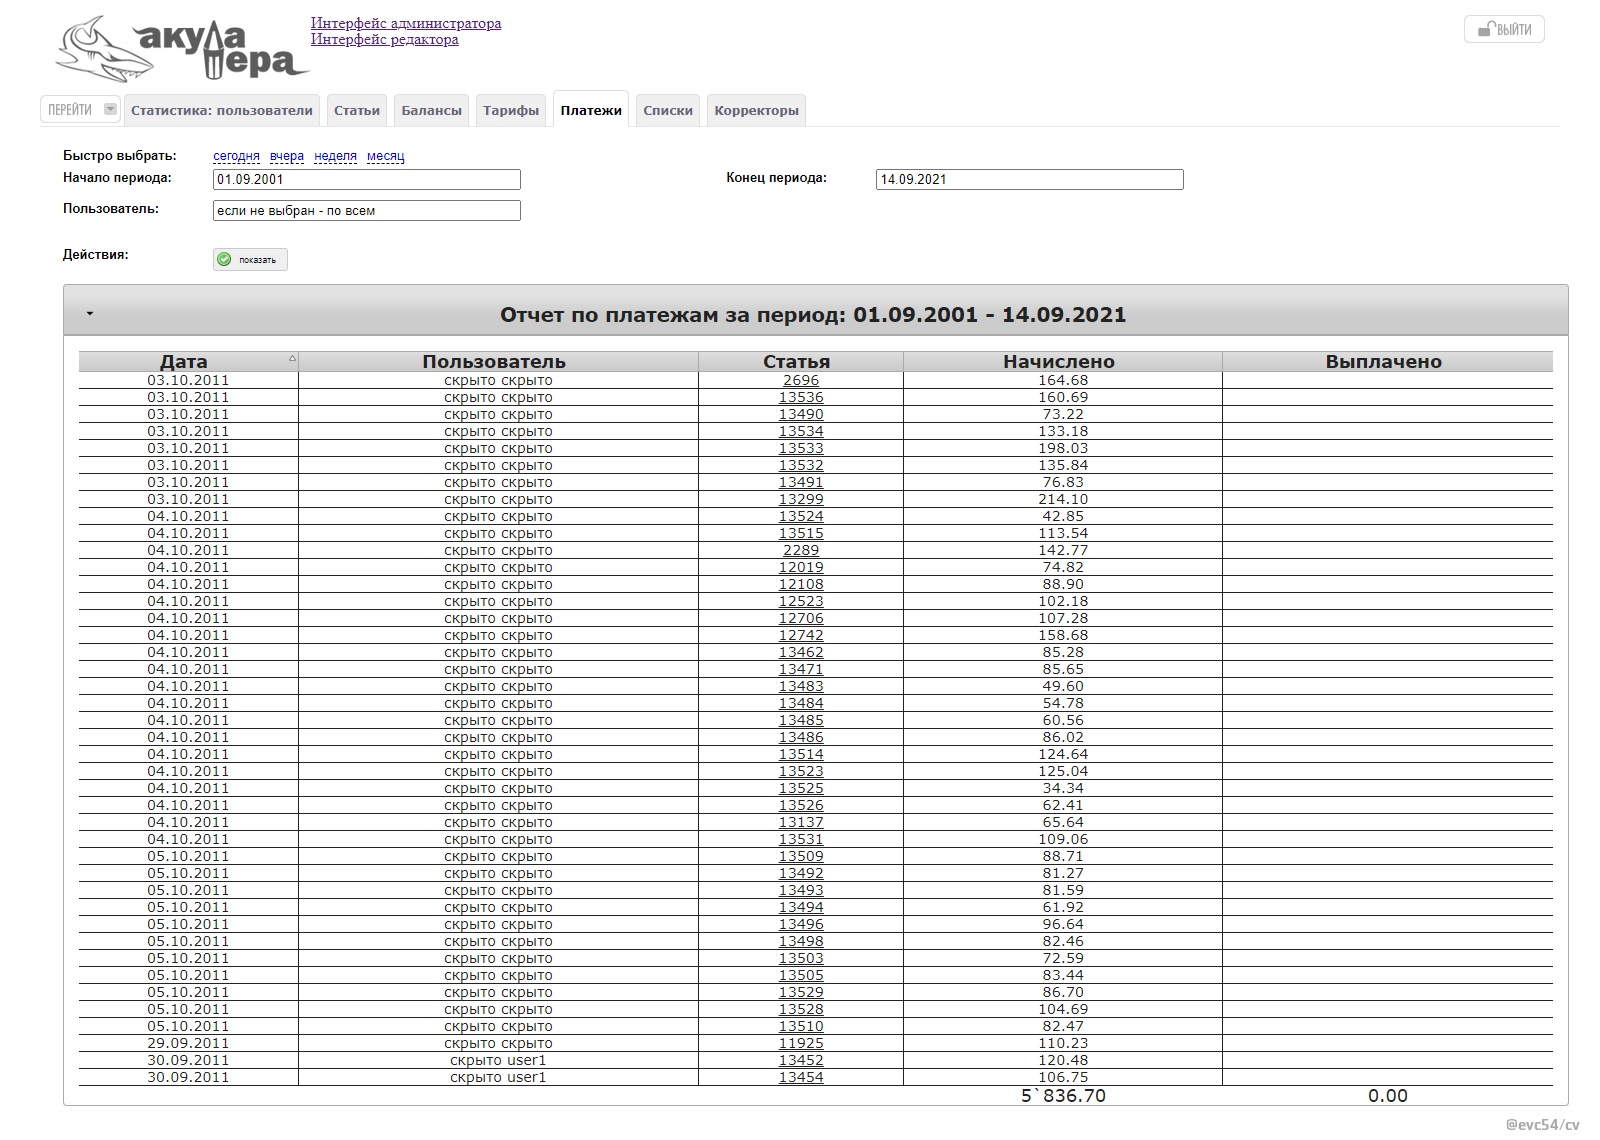 акула пера
Интерфейс администратора
Интерфейс редактора
ВЫЙТИ
ПЕРЕЙТИ Статистика: пользователи Статьи Балансы Тарифы Платежи Списки Корректоры
Быстро выбрать: сегодня вчера неделя месяц
Начало периода: 01.09.2001 Конец периода: 14.09.2021
Пользователь: если не выбран - по всем
Действия: показать
Отчет по платежам за период: 01.09.2001 - 14.09.2021
Дата Пользователь Статья Начислено Выплачено
03.10.2011 скрыто скрыто 2696 164.68
03.10.2011 скрыто скрыто 13536 160.69
03.10.2011 скрыто скрыто 13490 73.22
03.10.2011 скрыто скрыто 13534 133.18
03.10.2011 скрыто скрыто 13533 198.03
03.10.2011 скрыто скрыто 13532 135.84
03.10.2011 скрыто скрыто 13491 76.83
03.10.2011 скрыто скрыто 13299 214.10
04.10.2011 скрыто скрыто 13524 42.85
04.10.2011 скрыто скрыто 13515 113.54
04.10.2011 скрыто скрыто 2289 142.77
04.10.2011 скрыто скрыто 12019 74.82
04.10.2011 скрыто скрыто 12108 88.90
04.10.2011 скрыто скрыто 12523 102.18
04.10.2011 скрыто скрыто 12706 107.28
04.10.2011 скрыто скрыто 12742 158.68
04.10.2011 скрыто скрыто 13462 85.28
04.10.2011 скрыто скрыто 13471 85.65
04.10.2011 скрыто скрыто 13483 49.60
04.10.2011 скрыто скрыто 13484 54.78
04.10.2011 скрыто скрыто 13485 60.56
04.10.2011 скрыто скрыто 13486 86.02
04.10.2011 скрыто скрыто 13514 124.64
04.10.2011 скрыто скрыто 13523 125.04
04.10.2011 скрыто скрыто 13525 34.34
04.10.2011 скрыто скрыто 13526 62.41
04.10.2011 скрыто скрыто 13137 65.64
04.10.2011 скрыто скрыто 13531 109.06
05.10.2011 скрыто скрыто 13509 88.71
05.10.2011 скрыто скрыто 13492 81.27
05.10.2011 скрыто скрыто 13493 81.59
05.10.2011 скрыто скрыто 13494 61.92
05.10.2011 скрыто скрыто 13496 96.64
05.10.2011 скрыто скрыто 13498 82.46
05.10.2011 скрыто скрыто 13503 72.59
05.10.2011 скрыто скрыто 13505 83.44
05.10.2011 скрыто скрыто 13529 86.70
05.10.2011 скрыто скрыто 13528 104.69
05.10.2011 скрыто скрыто 13510 82.47
29.09.2011 скрыто скрыто 11925 110.23
30.09.2011 скрыто user1 13452 120.48
30.09.2011 скрыто user1 13454 106.75
5`836.70 0.00
@evc54/cv